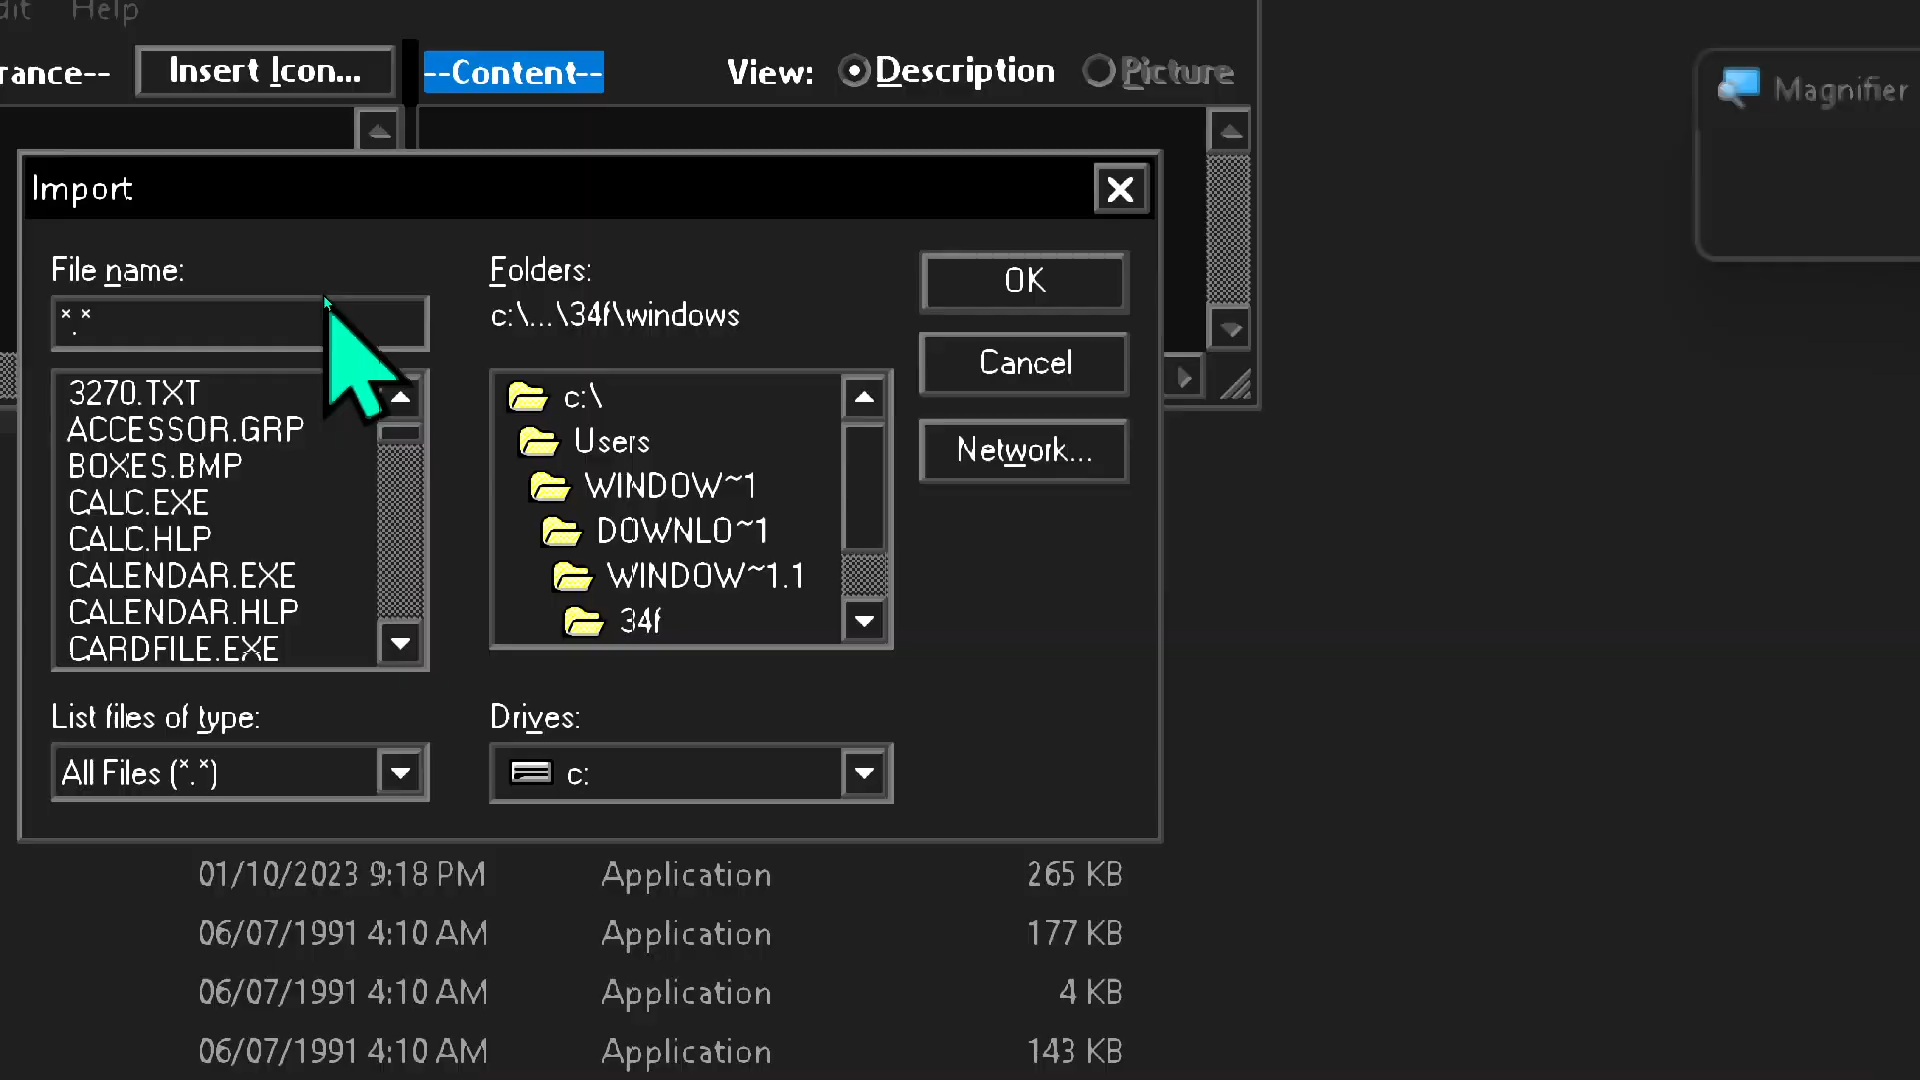 Help
rance-- Insert Icon... --Content-- View: Description Picture
Magnifier
Import
File name: Folders: OK
*.* c:\...\34f\windows
Cancel
3270.TXT c:\
ACCESSOR.GRP Users Network...
BOXES.BMP WINDOW~1
CALC.EXE DOWNLO~1
CALC.HLP WINDOW~1.1
CALENDAR.EXE 34f
CALENDAR.HLP
CARDFILE.EXE
List files of type: Drives:
All Files (*.*) c:
01/10/2023 9:18 PM Application 265 KB
06/07/1991 4:10 AM Application 177 KB
06/07/1991 4:10 AM Application 4 KB
06/07/1991 4:10 AM Application 143 KB